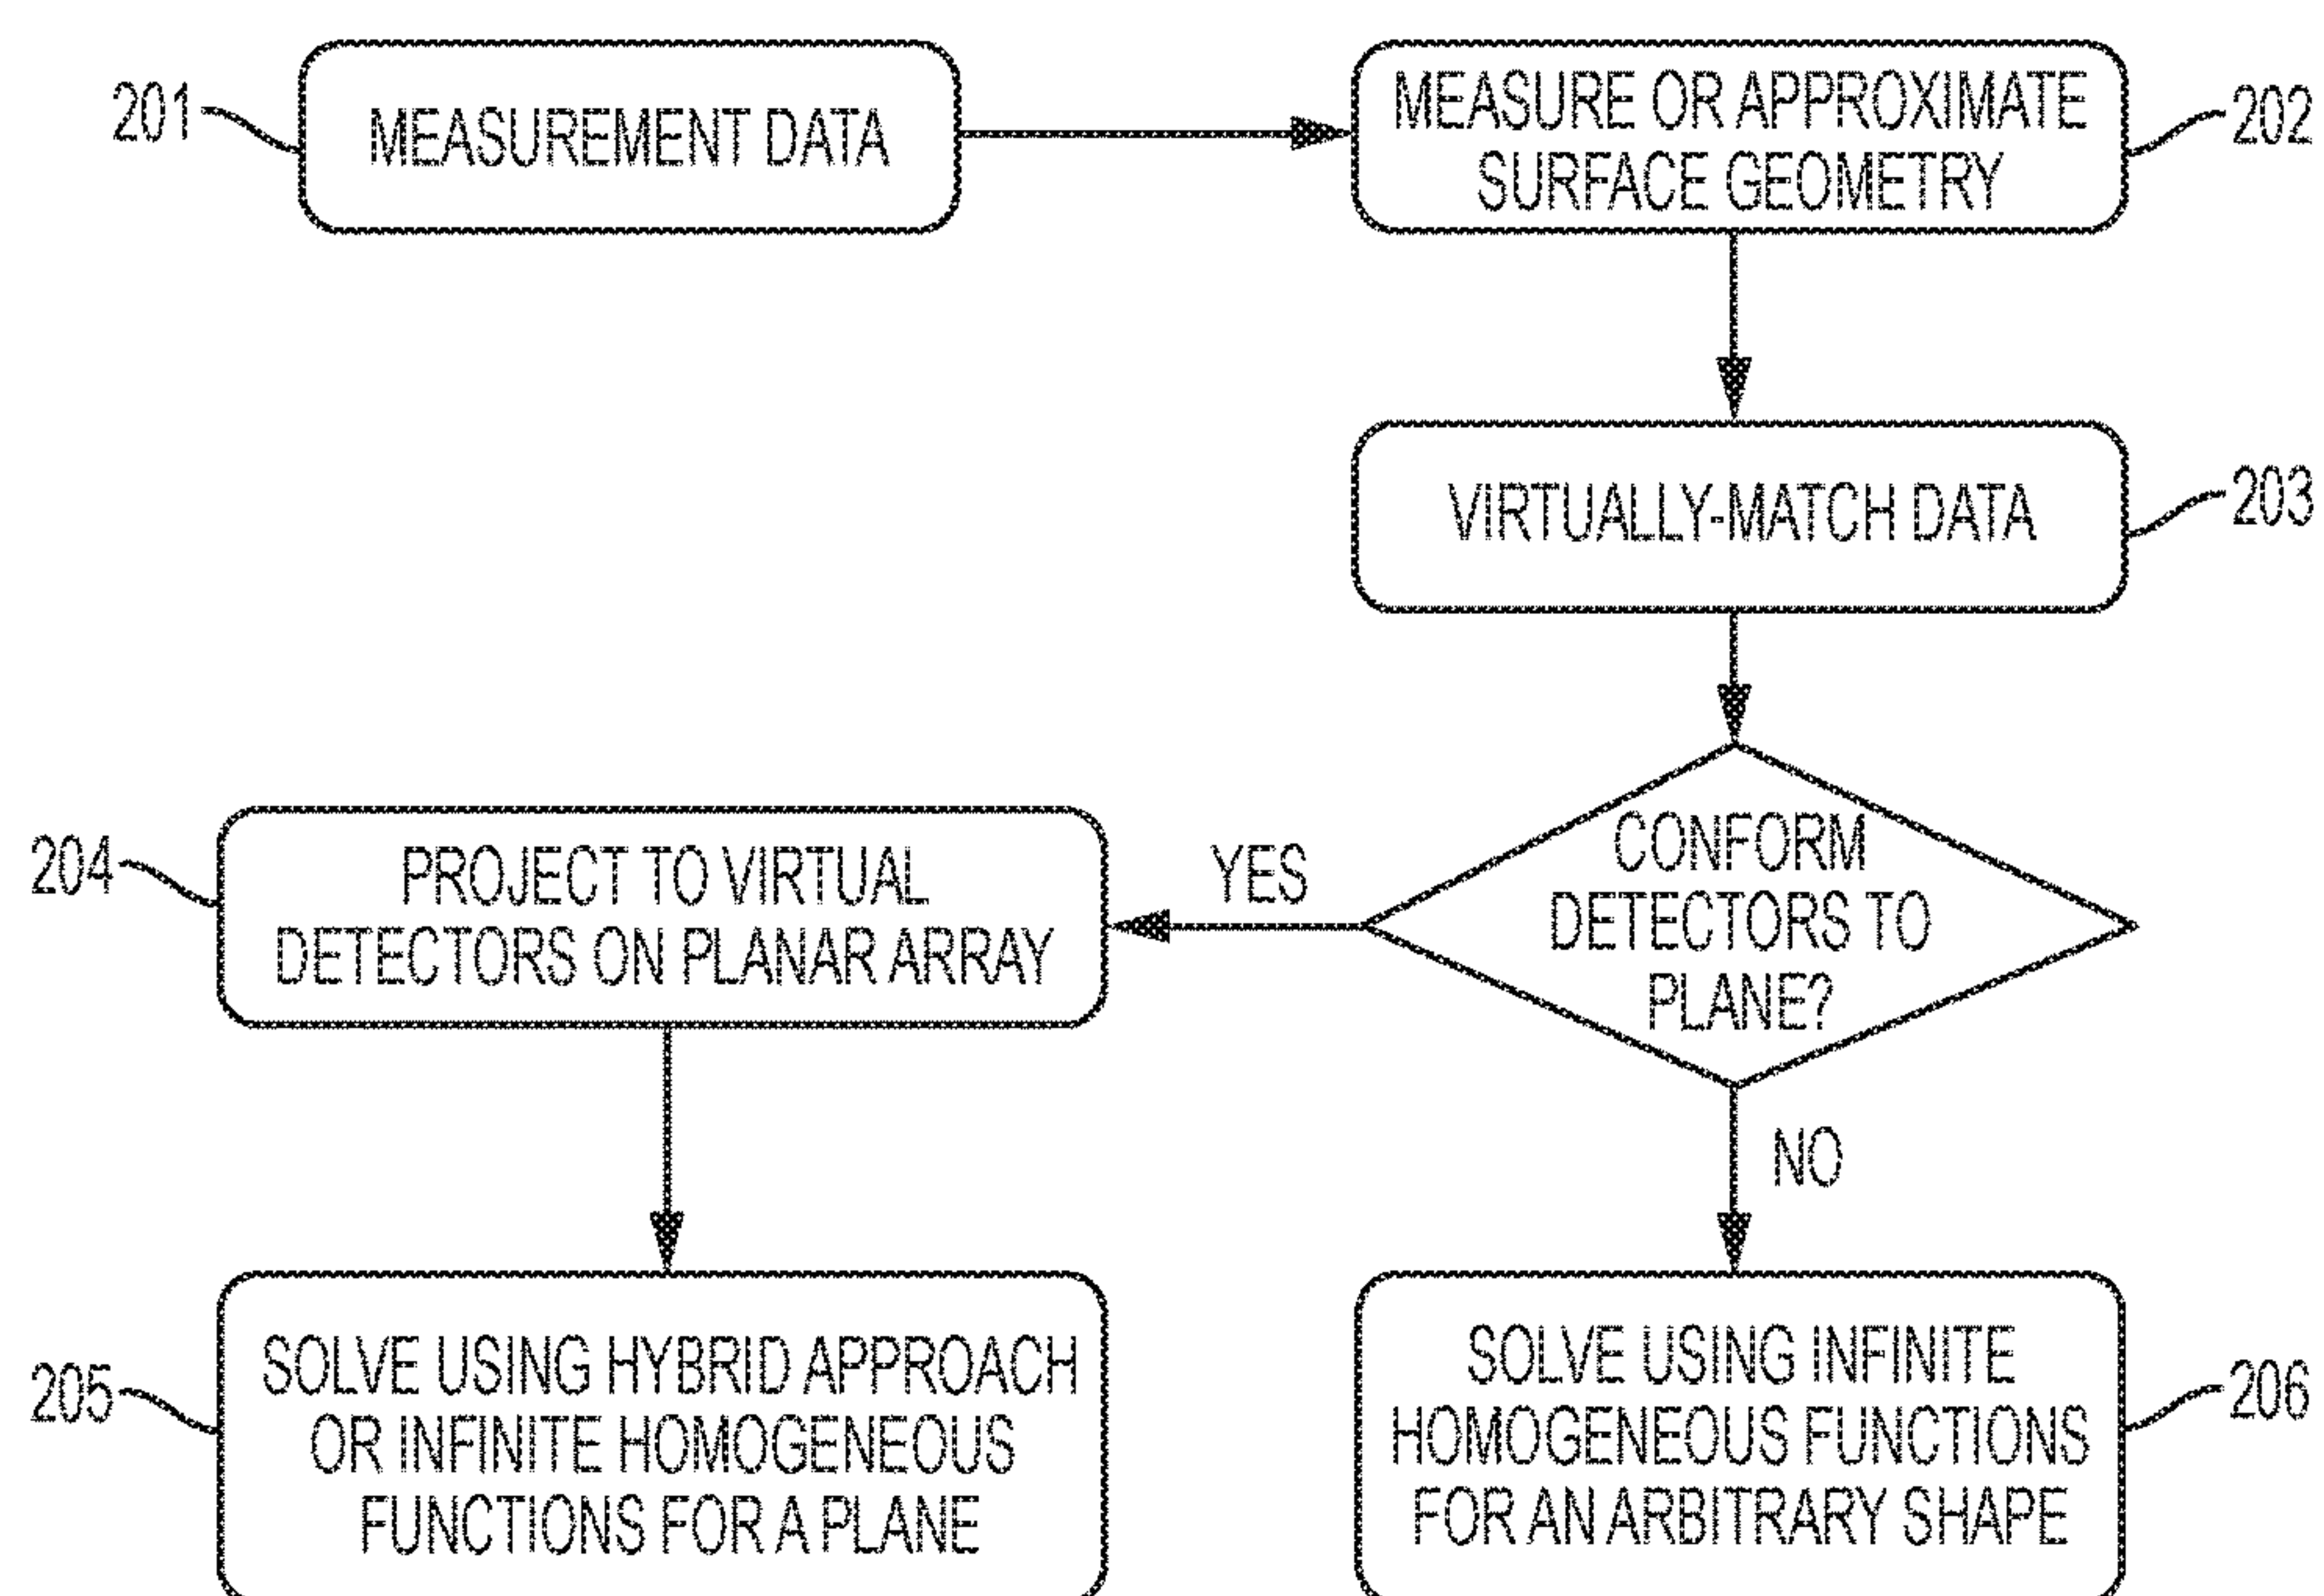 201
MEASUREMENT DATA
MEASURE OR APPROXIMATE
SURFACE GEOMETRY
202
VIRTUALLY-MATCH DATA
203
CONFORM
DETECTORS TO
PLANE?
YES
NO
204
PROJECT TO VIRTUAL
DETECTORS ON PLANAR ARRAY
205
SOLVE USING HYBRID APPROACH
OR INFINITE HOMOGENEOUS
FUNCTIONS FOR A PLANE
SOLVE USING INFINITE
HOMOGENEOUS FUNCTIONS
FOR AN ARBITRARY SHAPE
206